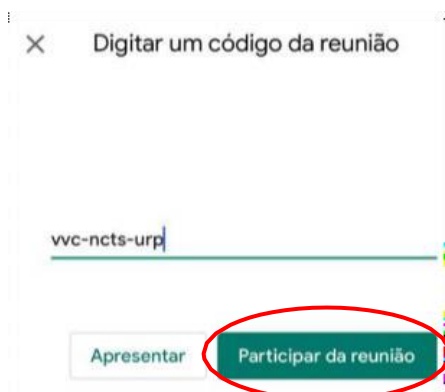 Digitar um código da reunião
vvc-ncts-urp
Apresentar
Participar da reunião